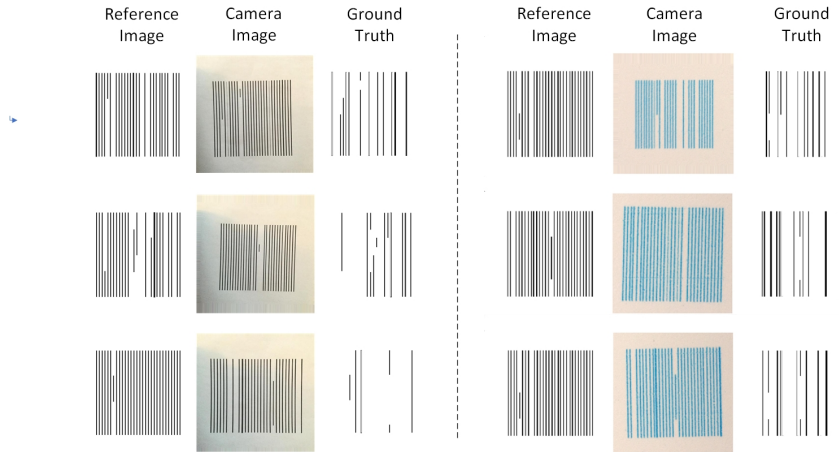 Reference
Image
Camera
Image
Ground
Truth
Reference
Image
Camera
Image
Ground
Truth